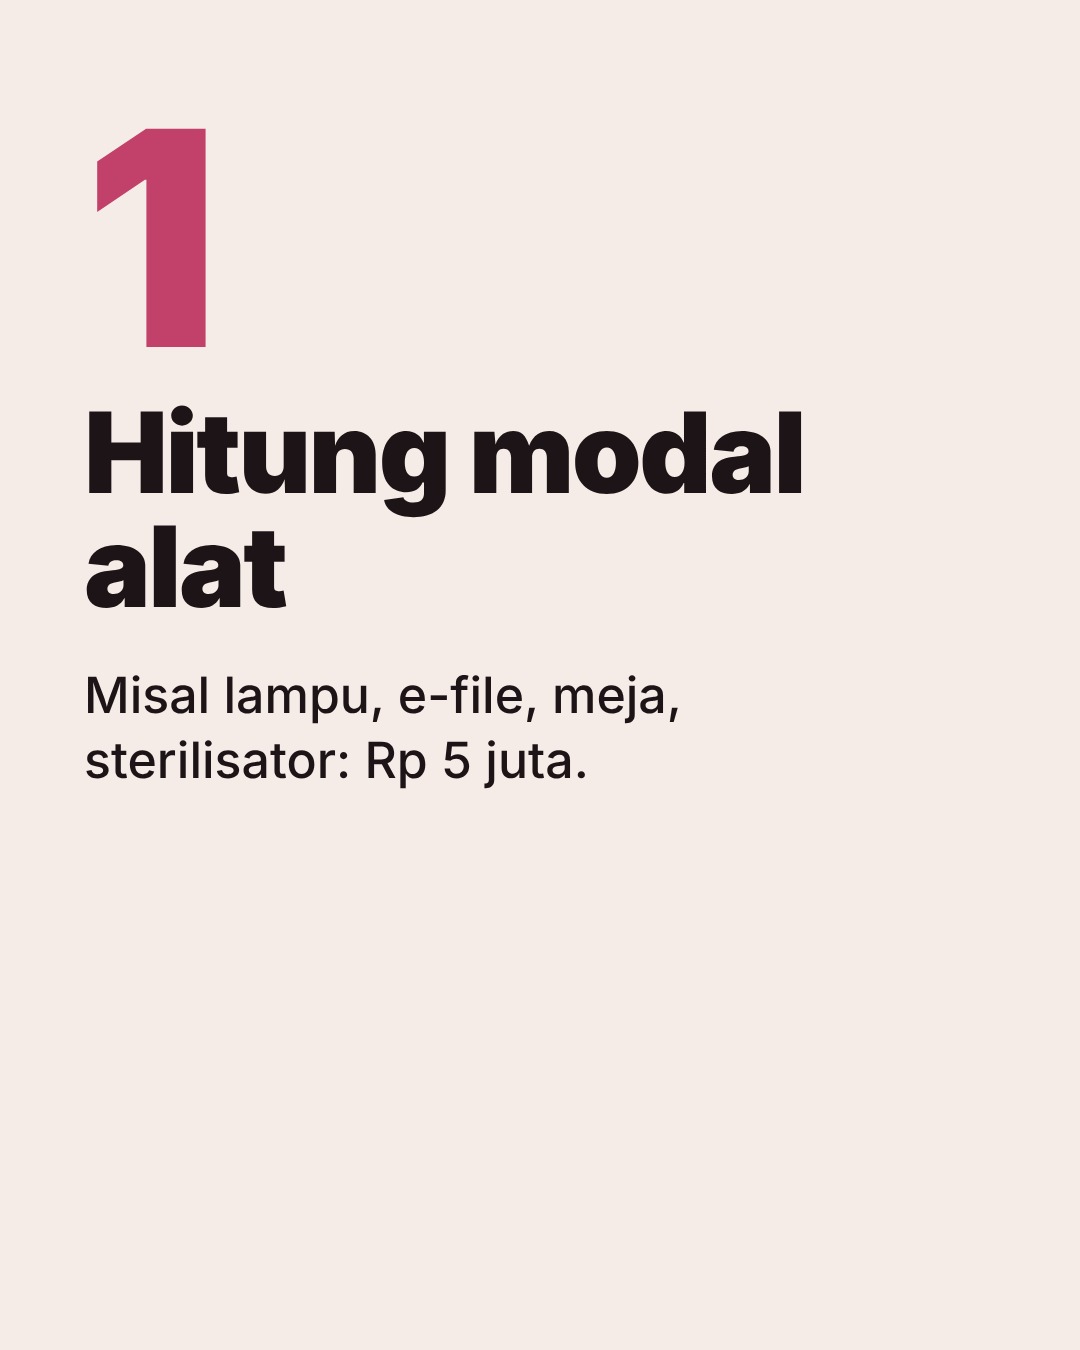 1
Hitung modal
alat
Misal lampu, e-file, meja,
sterilisator: Rp 5 juta.